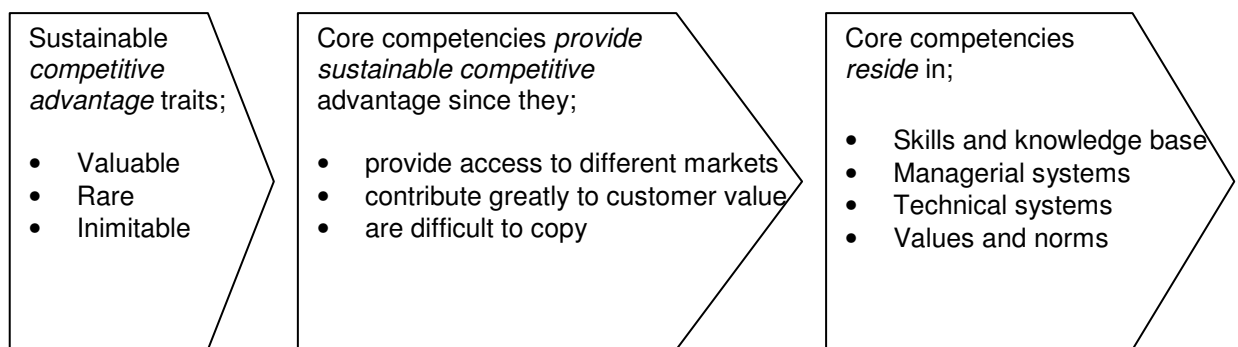 Sustainable
competitive
advantage traits;
• Valuable
• Rare
• Inimitable
Core competencies provide
sustainable competitive
advantage since they;
• provide access to different markets
• contribute greatly to customer value
• are difficult to copy
Core competencies
reside in;
• Skills and knowledge base
• Managerial systems
• Technical systems
• Values and norms